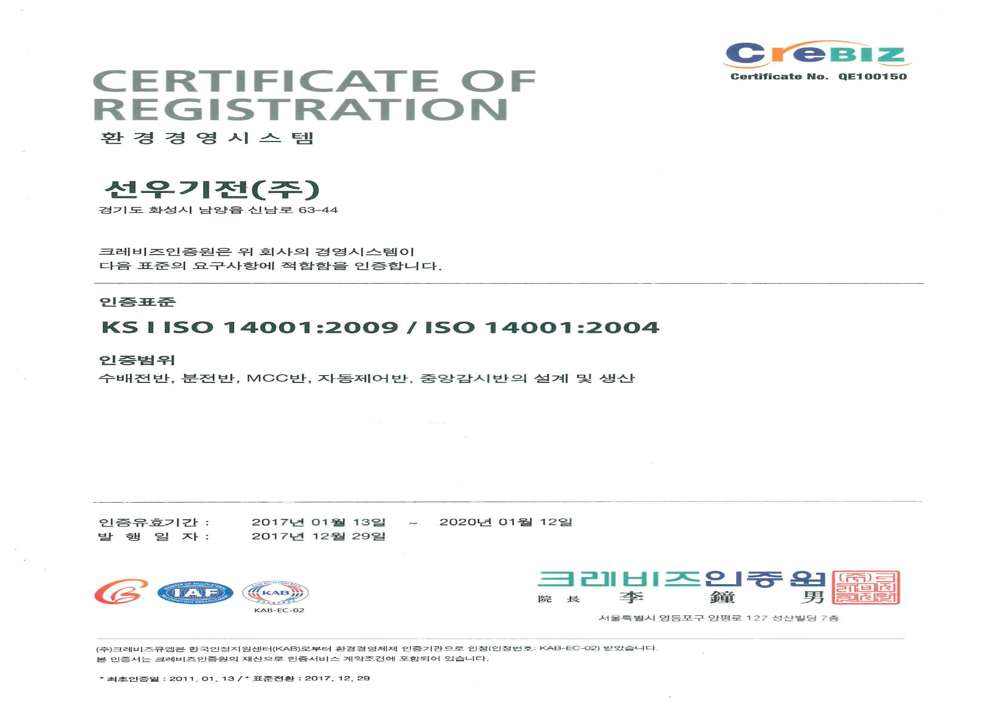 CreBIZ
Certificate No. QE100150
CERTIFICATE OF
REGISTRATION
환경경영시스템
선우기전(주)
경기도 화성시 남양읍 신남로 63-44
크레비즈인증원은 위 회사의 경영시스템이
다음 표준의 요구사항에 적합함을 인증합니다.
인증표준
KS I ISO 14001:2009 / ISO 14001:2004
인증범위
수배전반, 분전반, MCC반, 자동제어반, 중앙감시반의 설계 및 생산
인증유효기간 : 2017년 01월 13일 ~ 2020년 01월 12일
발 행 일 자 : 2017년 12월 29일
MEMBER OF MULTILATERAL
IAF
RECOGNITION ARRANGEMENT
Korea Accreditation Board
KAB
KAB-EC-02
크레비즈인증원
院 長 李 鐘 男
서울특별시 영등포구 양평로 127 성산빌딩 7층
(주)크레비즈큐엠은 한국인정지원센터(KAB)로부터 환경경영체제 인증기관으로 인정(인정번호: KAB-EC-02) 받았습니다.
본 인증서는 크레비즈인증원의 재산으로 인증서비스 계약조건에 포함되어 있습니다.
* 최초인증일 : 2011. 01. 13 / * 표준전환 : 2017. 12. 29